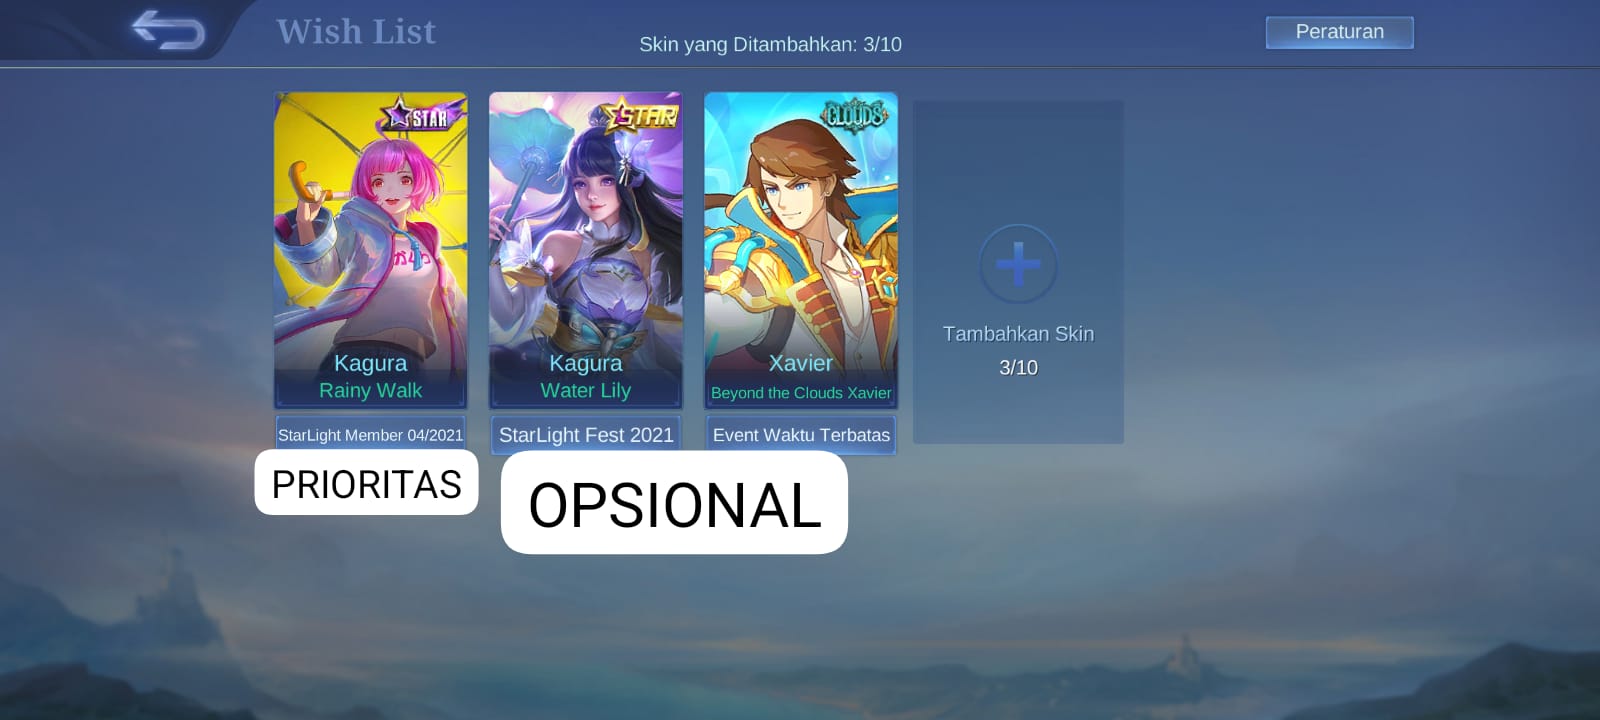 Wish List
Skin yang Ditambahkan: 3/10
Peraturan
STAR
STAR
CLOUDS
Kagura
Rainy Walk
StarLight Member 04/2021
Kagura
Water Lily
StarLight Fest 2021
Xavier
Beyond the Clouds Xavier
Event Waktu Terbatas
Tambahkan Skin
3/10
PRIORITAS
OPSIONAL